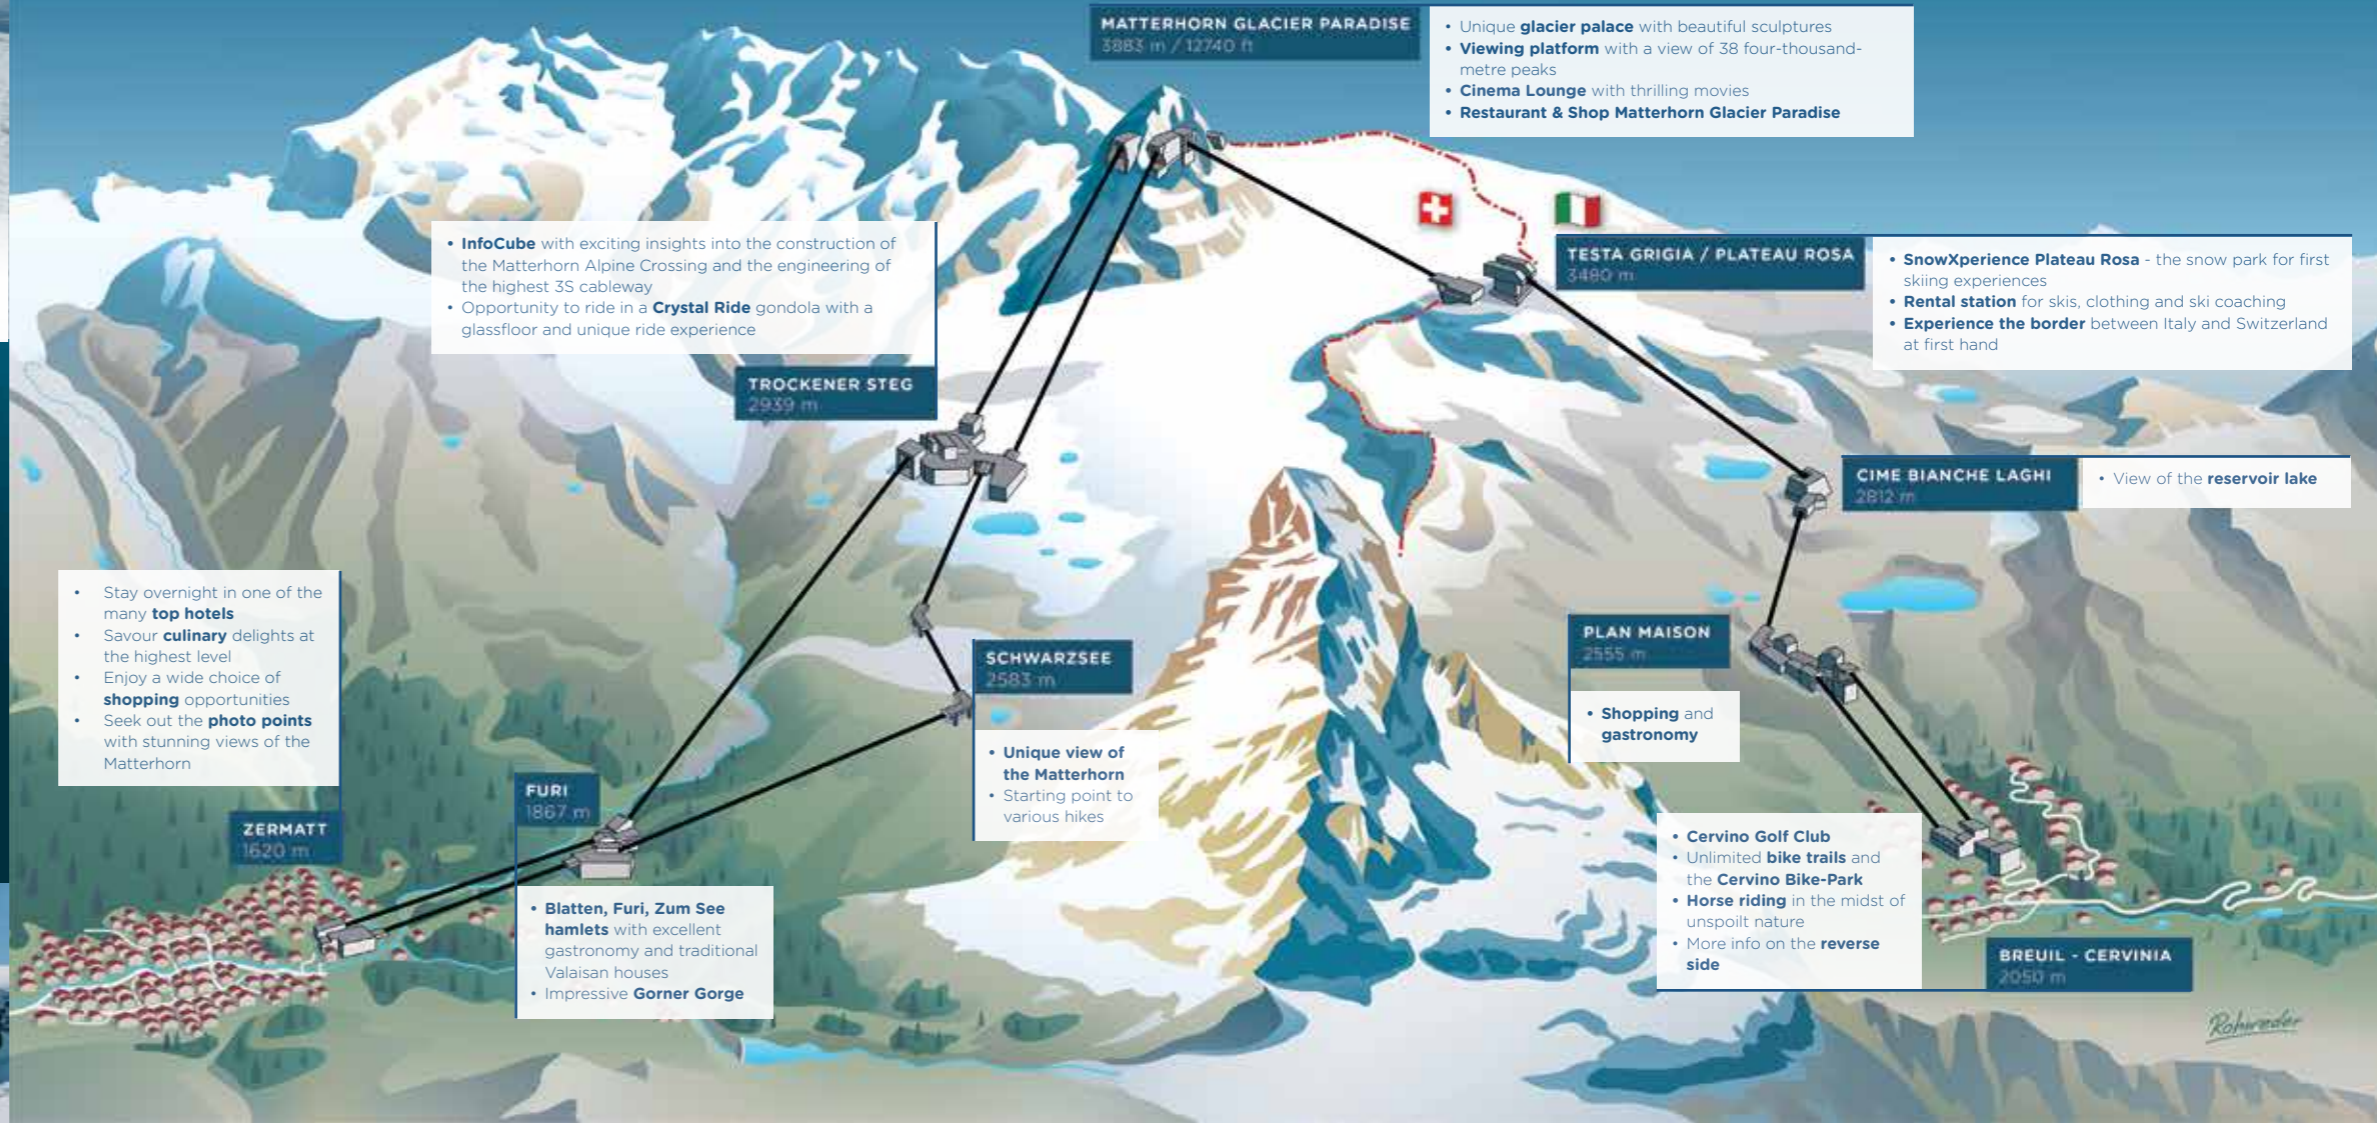 MATTERHORN GLACIER PARADISE
3883 m / 12740 ft
• Unique glacier palace with beautiful sculptures
• Viewing platform with a view of 38 four-thousand-
metre peaks
• Cinema Lounge with thrilling movies
• Restaurant & Shop Matterhorn Glacier Paradise
• InfoCube with exciting insights into the construction of
the Matterhorn Alpine Crossing and the engineering of
the highest 3S cableway
• Opportunity to ride in a Crystal Ride gondola with a
glassfloor and unique ride experience
TROCKENER STEG
2939 m
TESTA GRIGIA / PLATEAU ROSA
3480 m
• SnowXperience Plateau Rosa - the snow park for first
skiing experiences
• Rental station for skis, clothing and ski coaching
• Experience the border between Italy and Switzerland
at first hand
CIME BIANCHE LAGHI
2812 m
• View of the reservoir lake
• Stay overnight in one of the
many top hotels
• Savour culinary delights at
the highest level
• Enjoy a wide choice of
shopping opportunities
• Seek out the photo points
with stunning views of the
Matterhorn
ZERMATT
1620 m
FURI
1867 m
• Blatten, Furi, Zum See
hamlets with excellent
gastronomy and traditional
Valaisan houses
• Impressive Gorner Gorge
SCHWARZSEE
2583 m
• Unique view of
the Matterhorn
• Starting point to
various hikes
PLAN MAISON
2555 m
• Shopping and
gastronomy
• Cervino Golf Club
• Unlimited bike trails and
the Cervino Bike-Park
• Horse riding in the midst of
unspoilt nature
• More info on the reverse
side
BREUIL - CERVINIA
2050 m
Rohweder